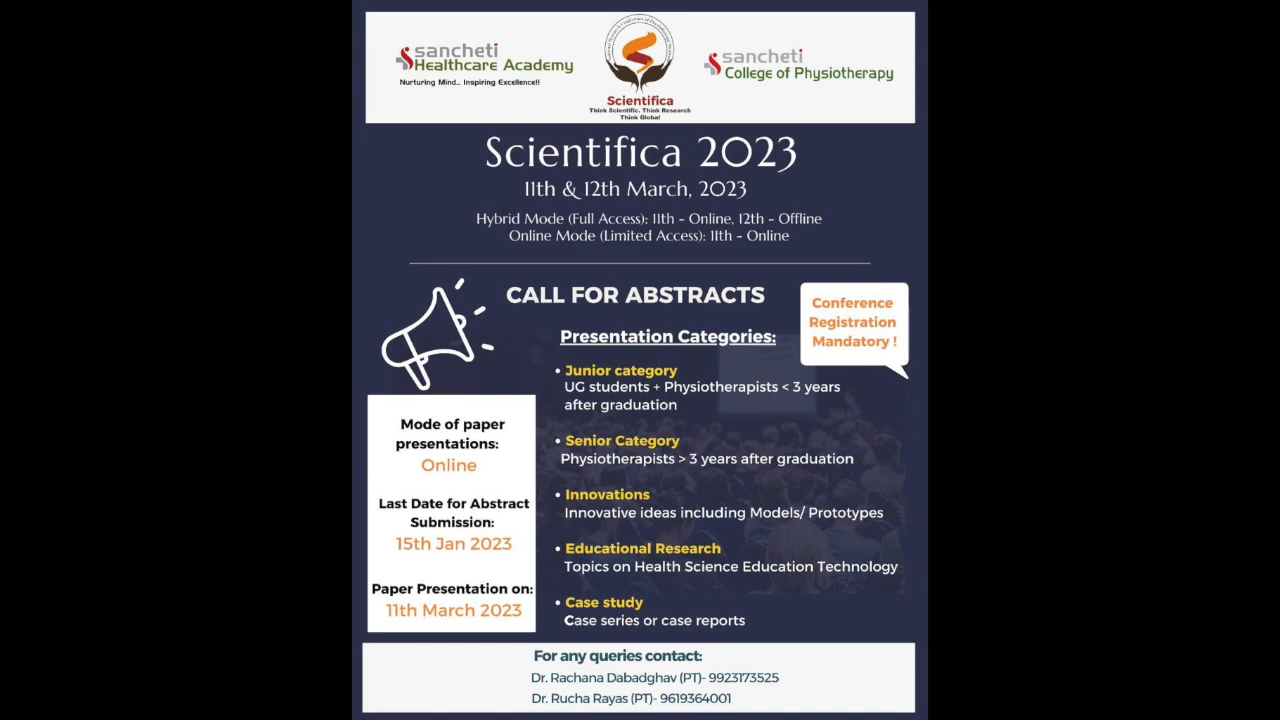 sancheti
Healthcare Academy
Nurturing Mind... Inspiring Excellence!!
Scientifica
Think Scientific, Think Research
Think Global
sancheti
College of Physiotherapy
Scientifica 2023
11th & 12th March, 2023
Hybrid Mode (Full Access): 11th - Online, 12th - Offline
Online Mode (Limited Access): 11th - Online
CALL FOR ABSTRACTS
Conference
Registration
Mandatory !
Presentation Categories:
• Junior category
UG students + Physiotherapists < 3 years
after graduation
• Senior Category
Physiotherapists > 3 years after graduation
• Innovations
Innovative ideas including Models/ Prototypes
• Educational Research
Topics on Health Science Education Technology
• Case study
Case series or case reports
Mode of paper
presentations:
Online
Last Date for Abstract
Submission:
15th Jan 2023
Paper Presentation on:
11th March 2023
For any queries contact:
Dr. Rachana Dabadghav (PT)- 9923173525
Dr. Rucha Rayas (PT)- 9619364001